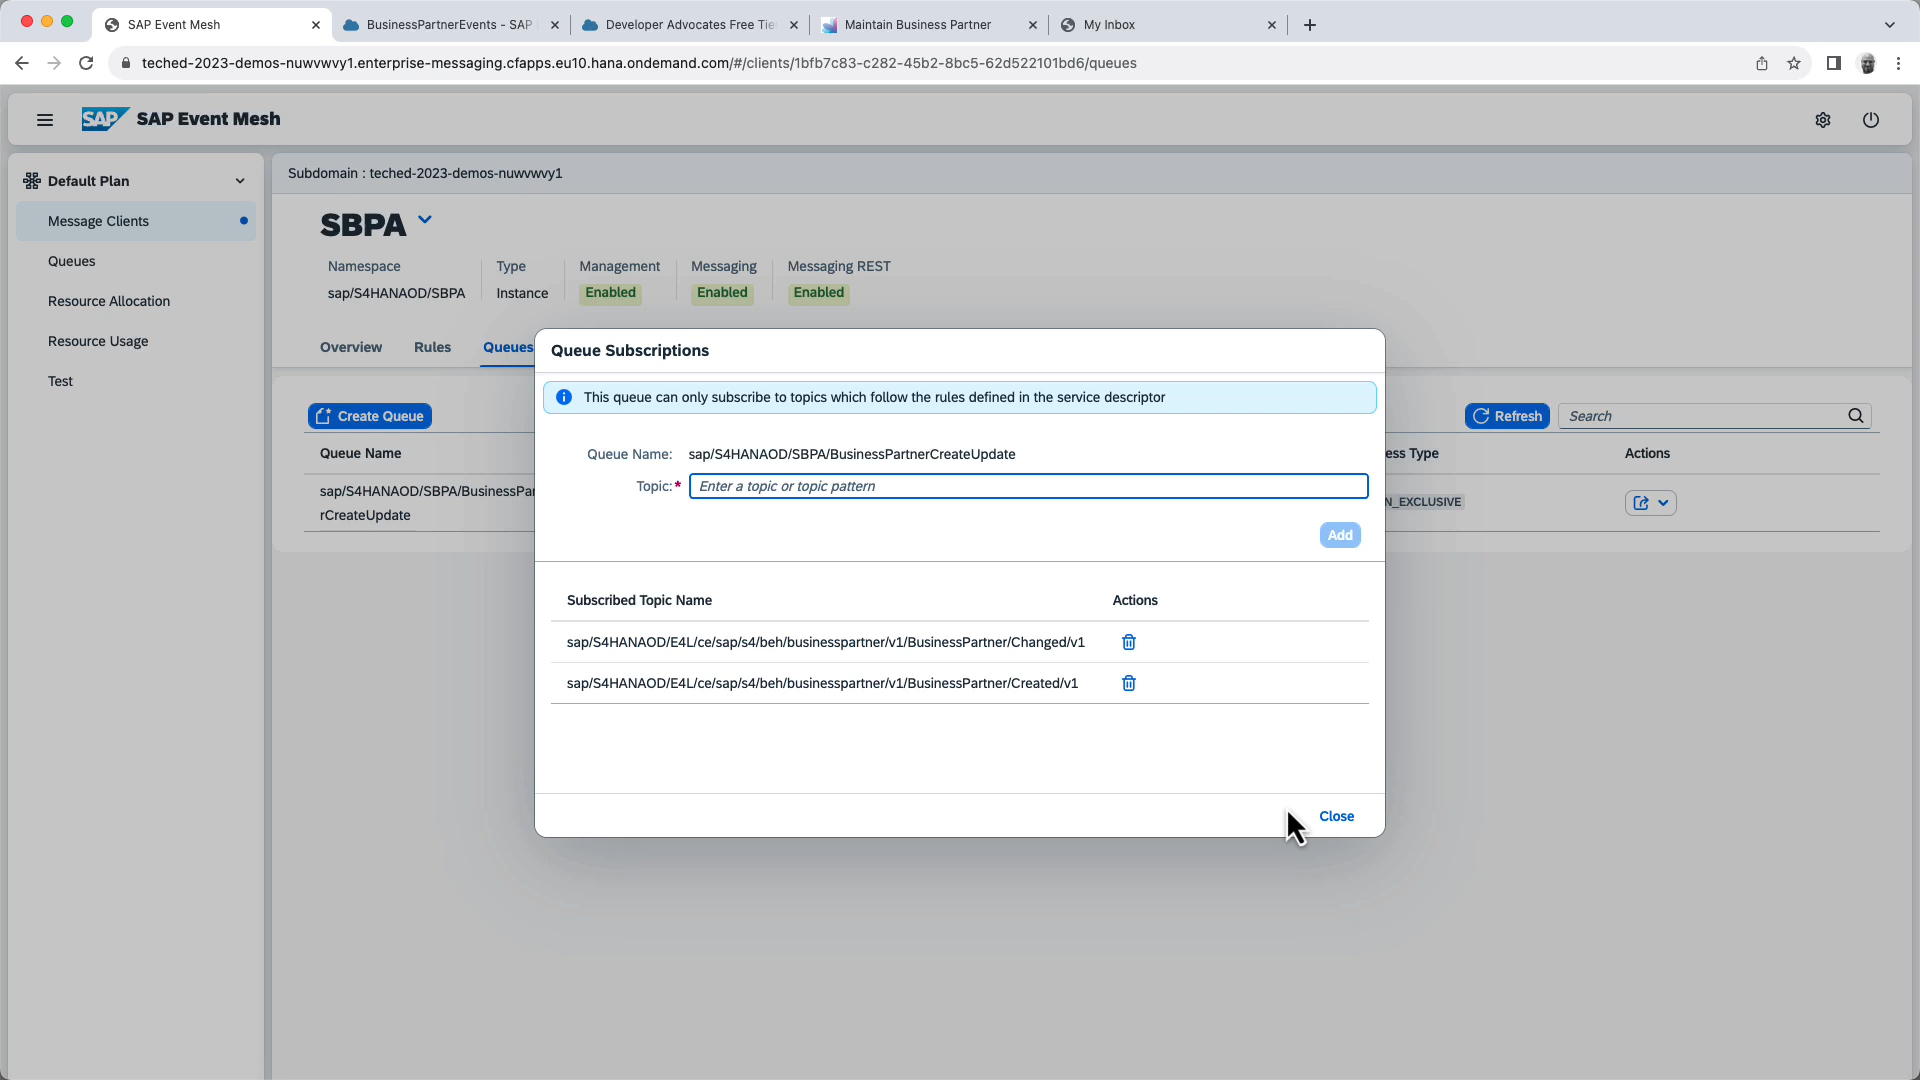 SAP Event Mesh
BusinessPartnerEvents - SAP
Developer Advocates Free Tie
Maintain Business Partner
My Inbox
teched-2023-demos-nuwvwvy1.enterprise-messaging.cfapps.eu10.hana.ondemand.com/#/clients/1bfb7c83-c282-45b2-8bc5-62d522101bd6/queues
SAP SAP Event Mesh
Default Plan
Message Clients
Queues
Resource Allocation
Resource Usage
Test
Subdomain : teched-2023-demos-nuwvwvy1
SBPA
Namespace Type Management Messaging Messaging REST
sap/S4HANAOD/SBPA Instance Enabled Enabled Enabled
Overview Rules Queues
Create Queue
Refresh
Search
Queue Name
ess Type
Actions
sap/S4HANAOD/SBPA/BusinessPar
rCreateUpdate
N_EXCLUSIVE
Queue Subscriptions
This queue can only subscribe to topics which follow the rules defined in the service descriptor
Queue Name: sap/S4HANAOD/SBPA/BusinessPartnerCreateUpdate
Topic:* Enter a topic or topic pattern
Add
Subscribed Topic Name Actions
sap/S4HANAOD/E4L/ce/sap/s4/beh/businesspartner/v1/BusinessPartner/Changed/v1
sap/S4HANAOD/E4L/ce/sap/s4/beh/businesspartner/v1/BusinessPartner/Created/v1
Close